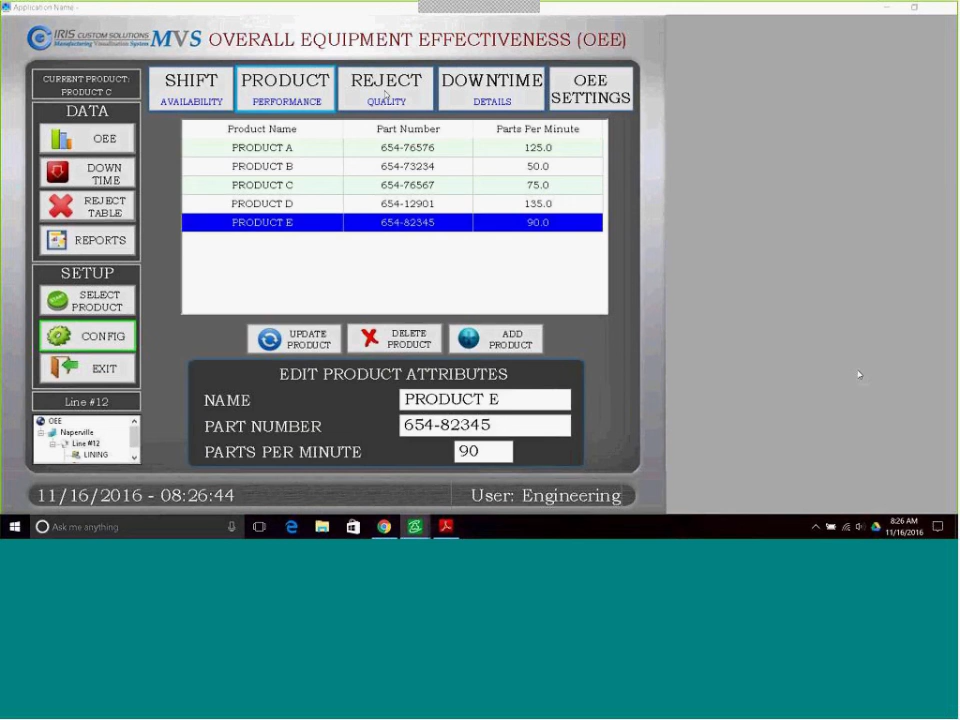 Application Name -
IRIS CUSTOM SOLUTIONS
Manufacturing Visualization System
MVS OVERALL EQUIPMENT EFFECTIVENESS (OEE)
CURRENT PRODUCT:
PRODUCT C
DATA
OEE
DOWN
TIME
REJECT
TABLE
REPORTS
SETUP
SELECT
PRODUCT
CONFIG
EXIT
Line #12
OEE
Naperville
Line #12
LINING
SHIFT
AVAILABILITY
PRODUCT
PERFORMANCE
REJECT
QUALITY
DOWNTIME
DETAILS
OEE
SETTINGS
Product Name Part Number Parts Per Minute
PRODUCT A 654-76576 125.0
PRODUCT B 654-73234 50.0
PRODUCT C 654-76567 75.0
PRODUCT D 654-12901 135.0
PRODUCT E 654-82345 90.0
UPDATE
PRODUCT
DELETE
PRODUCT
ADD
PRODUCT
EDIT PRODUCT ATTRIBUTES
NAME PRODUCT E
PART NUMBER 654-82345
PARTS PER MINUTE 90
11/16/2016 - 08:26:44 User: Engineering
Ask me anything
8:26 AM
11/16/2016